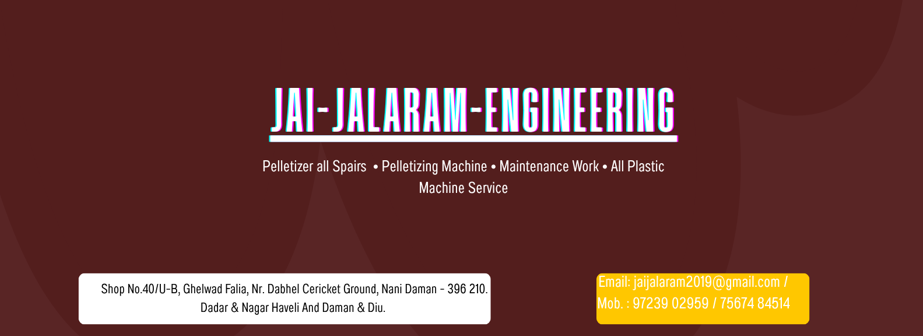 JAI-JALARAM-ENGINEERING
Pelletizer all Spairs • Pelletizing Machine • Maintenance Work • All Plastic
Machine Service
Shop No.40/U-B, Ghelwad Falia, Nr. Dabhel Cericket Ground, Nani Daman - 396 210.
Dadar & Nagar Haveli And Daman & Diu.
Email: jaijalaram2019@gmail.com /
Mob. : 97239 02959 / 75674 84514